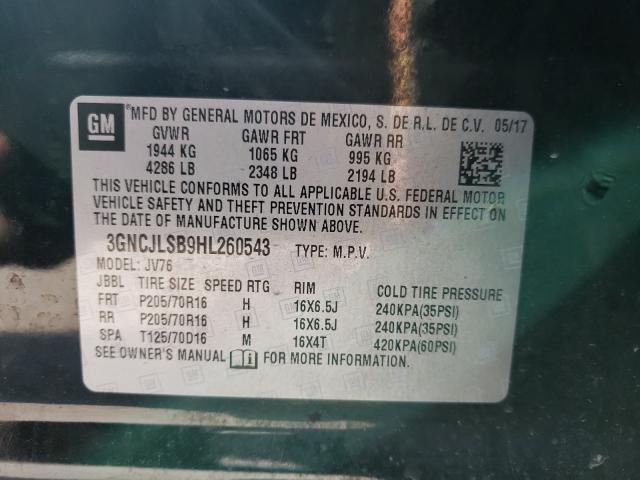 GM
®MFD BY GENERAL MOTORS DE MEXICO, S. DE R.L. DE C.V. 05/17
GVWR GAWR FRT GAWR RR
1944 KG 1065 KG 995 KG
4286 LB 2348 LB 2194 LB
THIS VEHICLE CONFORMS TO ALL APPLICABLE U.S. FEDERAL MOTOR
VEHICLE SAFETY AND THEFT PREVENTION STANDARDS IN EFFECT ON
THE DATE OF MANUFACTURE SHOWN ABOVE.
3GNCJLSB9HL260543 TYPE: M.P.V.
MODEL: JV76
JBBL TIRE SIZE SPEED RTG RIM COLD TIRE PRESSURE
FRT P205/70R16 H 16X6.5J 240KPA(35PSI)
RR P205/70R16 H 16X6.5J 240KPA(35PSI)
SPA T125/70D16 M 16X4T 420KPA(60PSI)
SEE OWNER'S MANUAL FOR MORE INFORMATION.